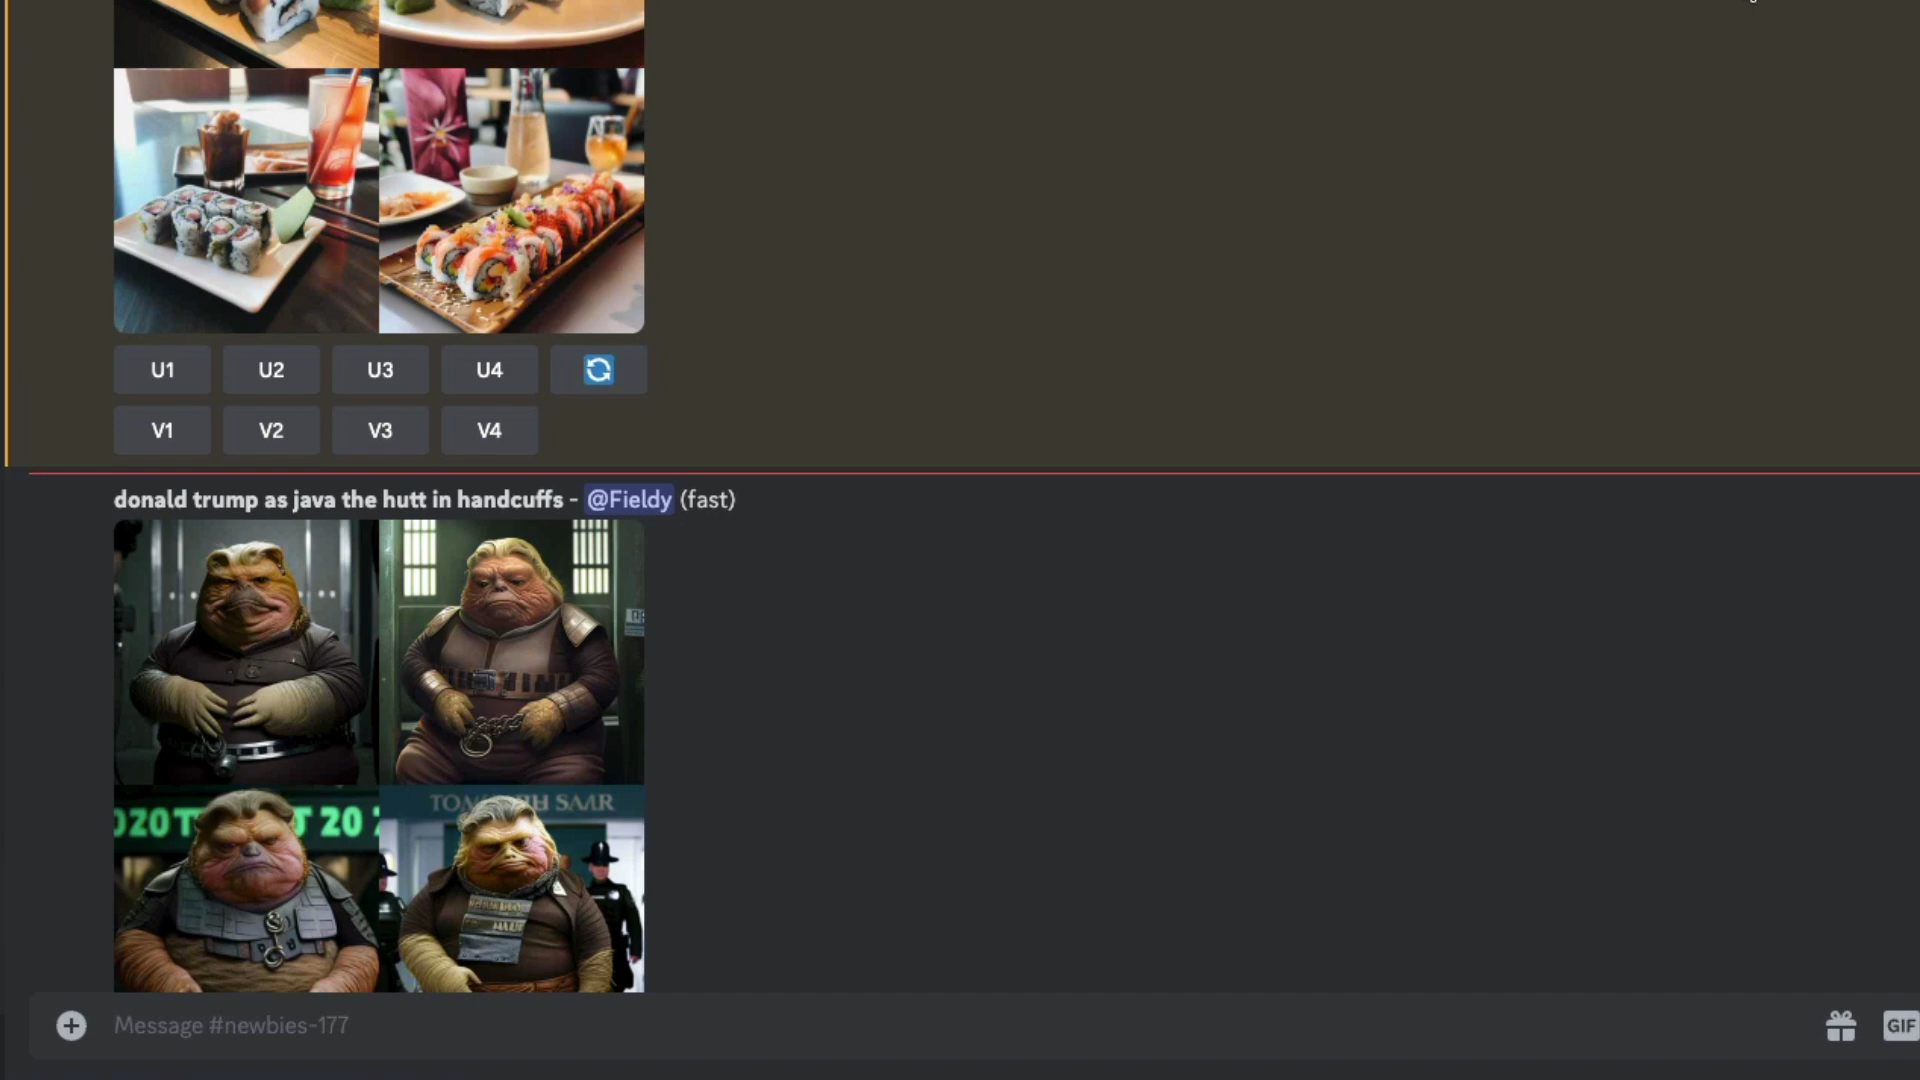 U1 U2 U3 U4
V1 V2 V3 V4
donald trump as java the hutt in handcuffs - @Fieldy (fast)
Message #newbies-177
GIF